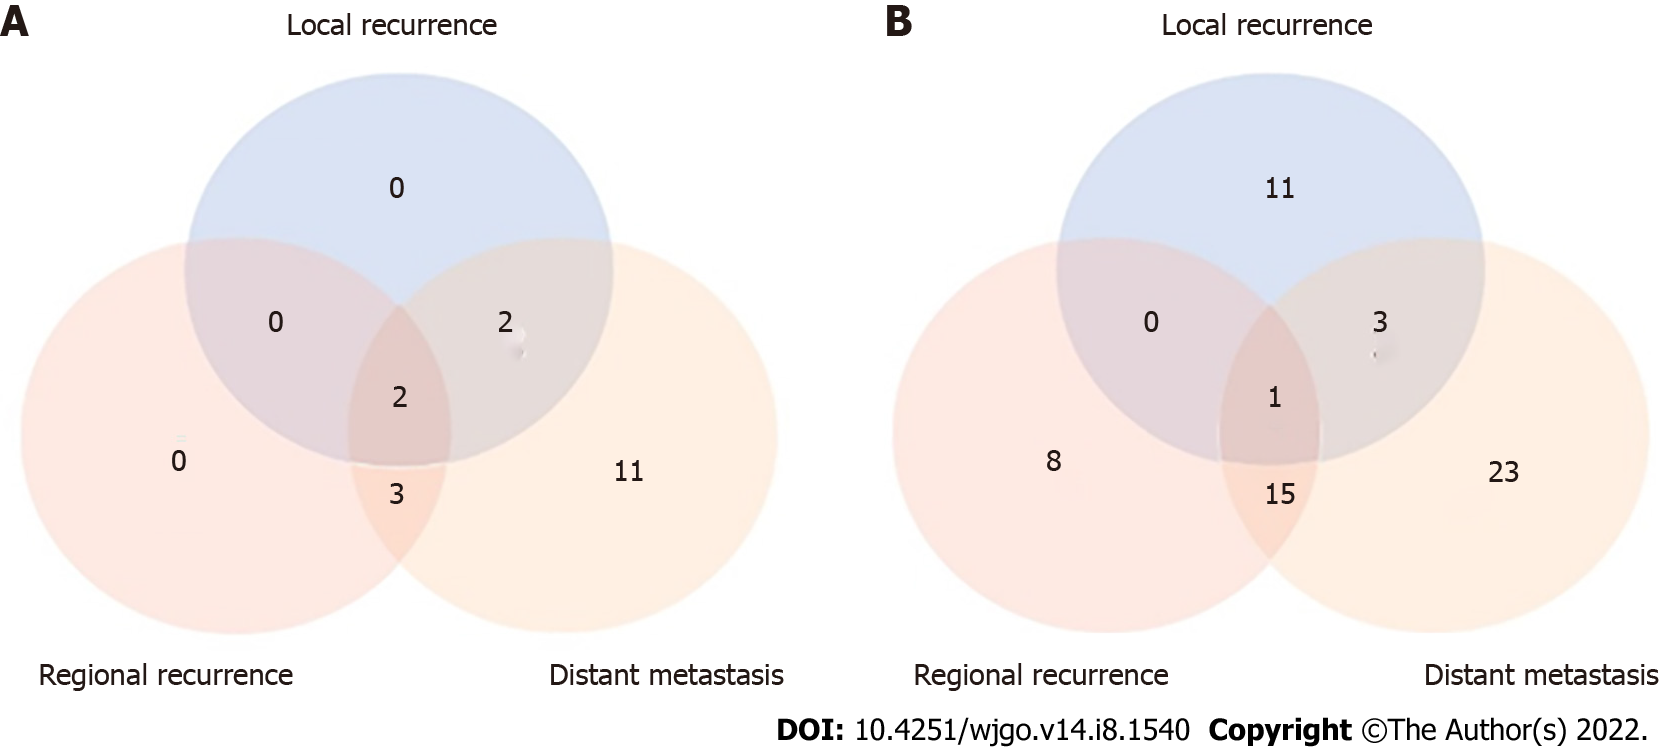 A
Local recurrence
0
0
2
2
0
11
3
Regional recurrence
Distant metastasis
B
Local recurrence
11
0
3
1
8
23
15
Regional recurrence
Distant metastasis
DOI: 10.4251/wjgo.v14.i8.1540 Copyright ©The Author(s) 2022.